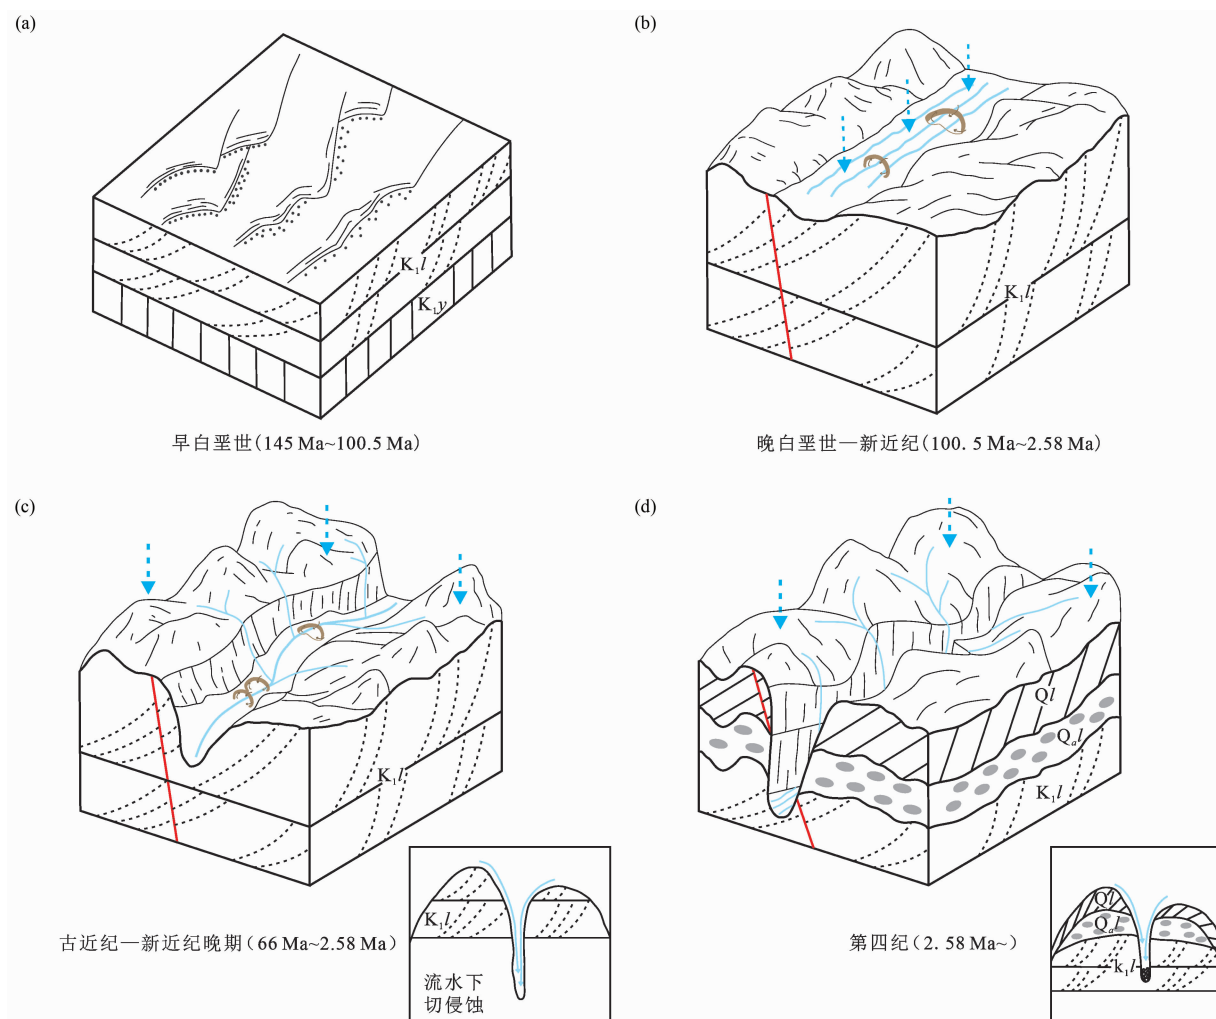 (a)
K₁l
K₁y
早白垩世(145 Ma~100.5 Ma)
(b)
K₁l
晚白垩世—新近纪(100. 5 Ma~2.58 Ma)
(c)
K₁l
古近纪—新近纪晚期(66 Ma~2.58 Ma)
K₁l
流水下
切侵蚀
(d)
Ql
Qₐl
K₁l
第四纪(2. 58 Ma~)
Ql
Qₐl
k₁l